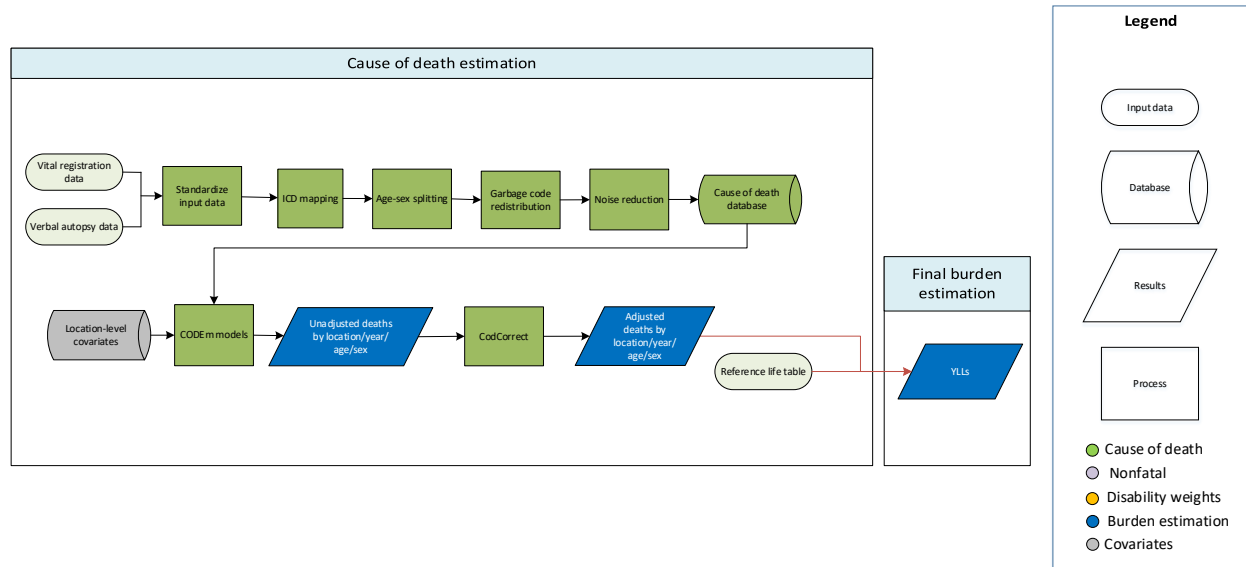 Legend
Cause of death estimation
Input data
Vital registration
data
Verbal autopsy data
Standardize
input data
ICD mapping
Age-sex splitting
Garbage code
redistribution
Noise reduction
Cause of death
database
Database
Final burden
estimation
Results
Location-level
covariates
CODEm models
Unadjusted deaths
by location/year/
age/sex
CodCorrect
Adjusted
deaths by
location/year/
age/sex
Reference life table
YLLs
Process
Cause of death
Nonfatal
Disability weights
Burden estimation
Covariates